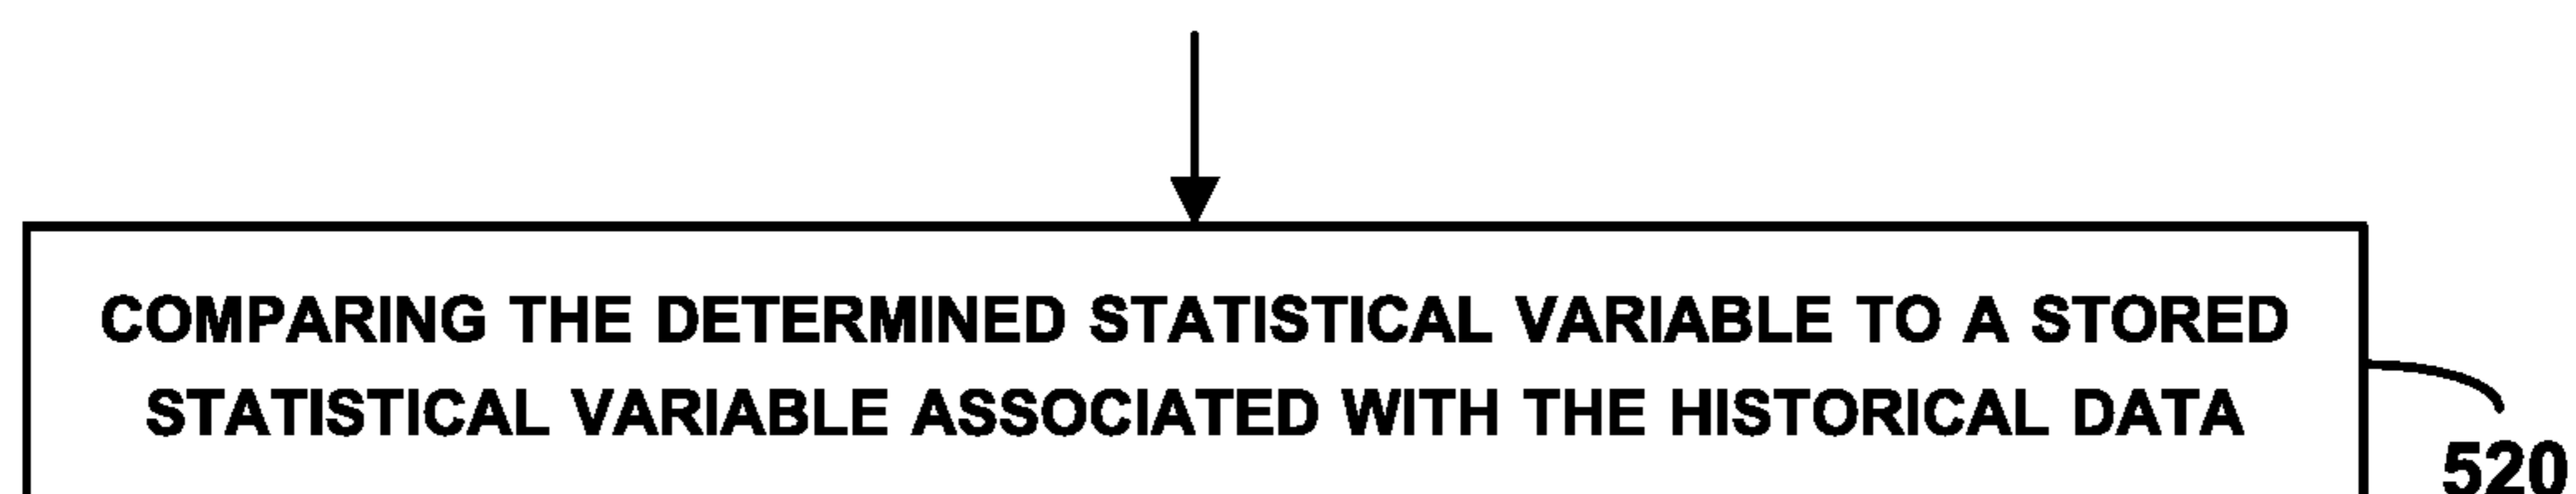 COMPARING THE DETERMINED STATISTICAL VARIABLE TO A STORED
STATISTICAL VARIABLE ASSOCIATED WITH THE HISTORICAL DATA
520